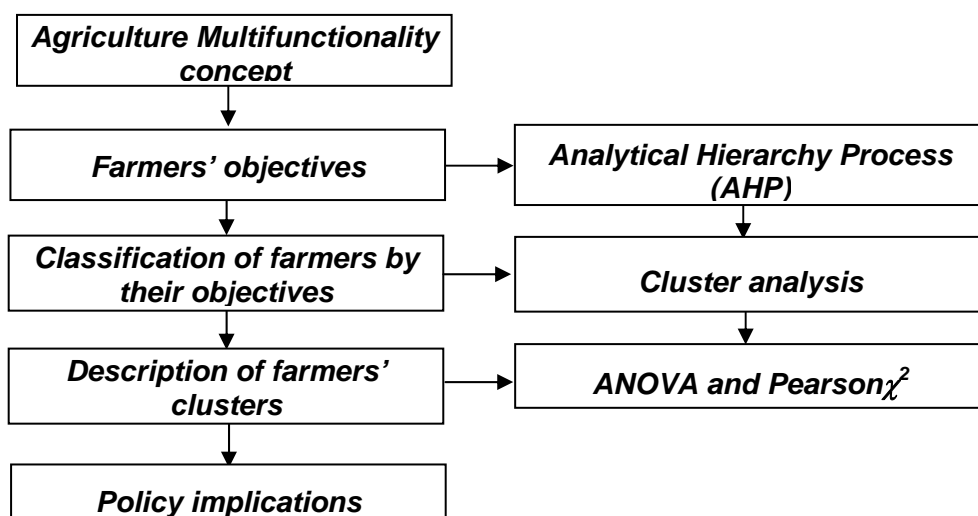 Agriculture Multifunctionality
concept
Farmers’ objectives
Analytical Hierarchy Process
(AHP)
Classification of farmers by
their objectives
Cluster analysis
Description of farmers’
clusters
ANOVA and Pearsonχ²
Policy implications